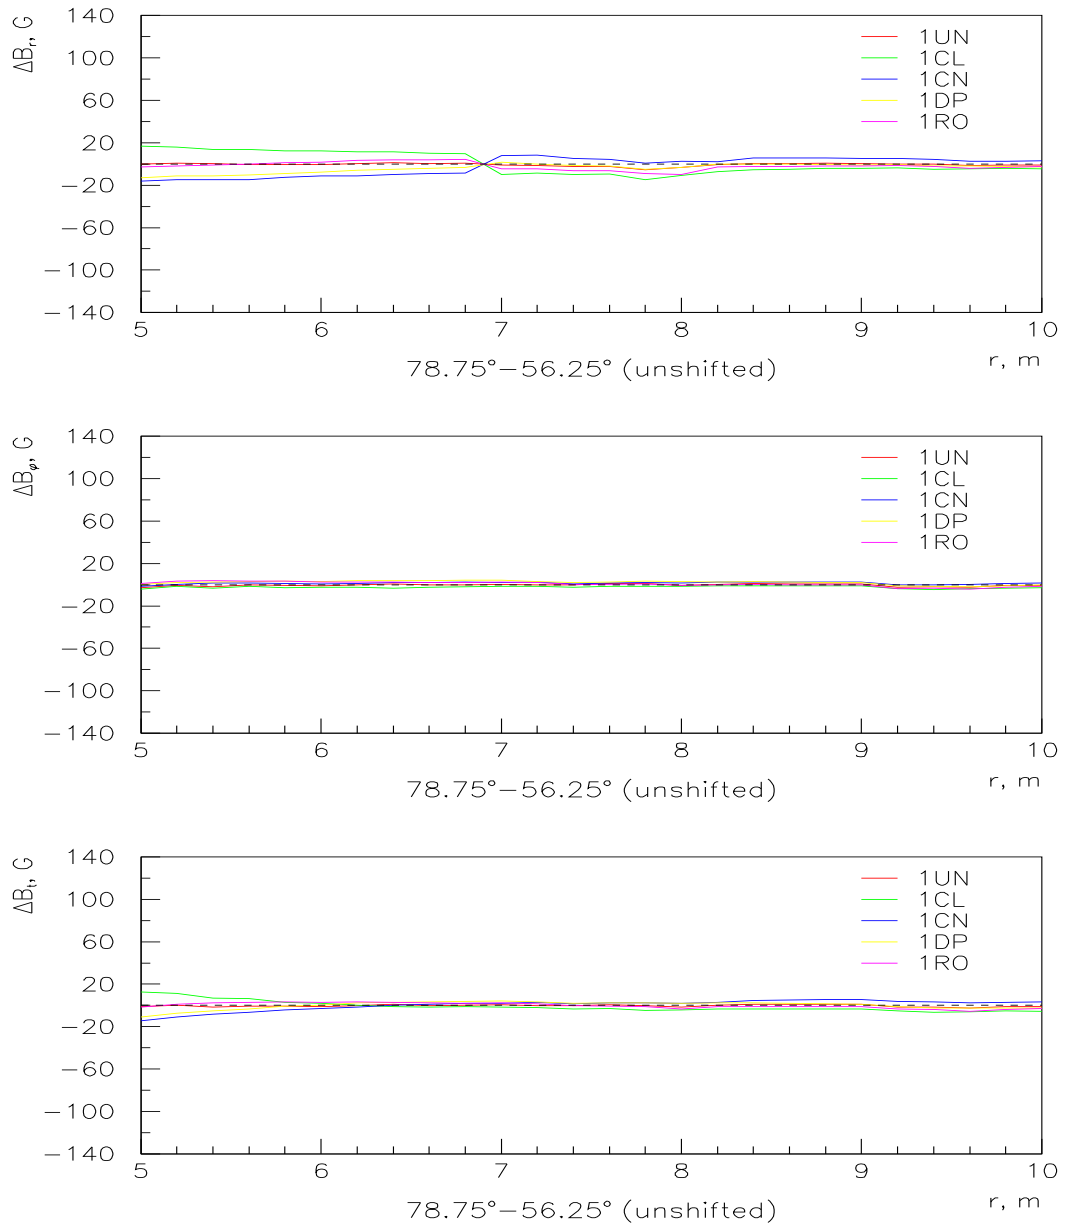 ΔBr, G
140
100
60
20
−20
−60
−100
−140
1UN
1CL
1CN
1DP
1RO
5 6 7 8 9 10
r, m
78.75°−56.25° (unshifted)
ΔBφ, G
140
100
60
20
−20
−60
−100
−140
1UN
1CL
1CN
1DP
1RO
5 6 7 8 9 10
r, m
78.75°−56.25° (unshifted)
ΔBt, G
140
100
60
20
−20
−60
−100
−140
1UN
1CL
1CN
1DP
1RO
5 6 7 8 9 10
r, m
78.75°−56.25° (unshifted)